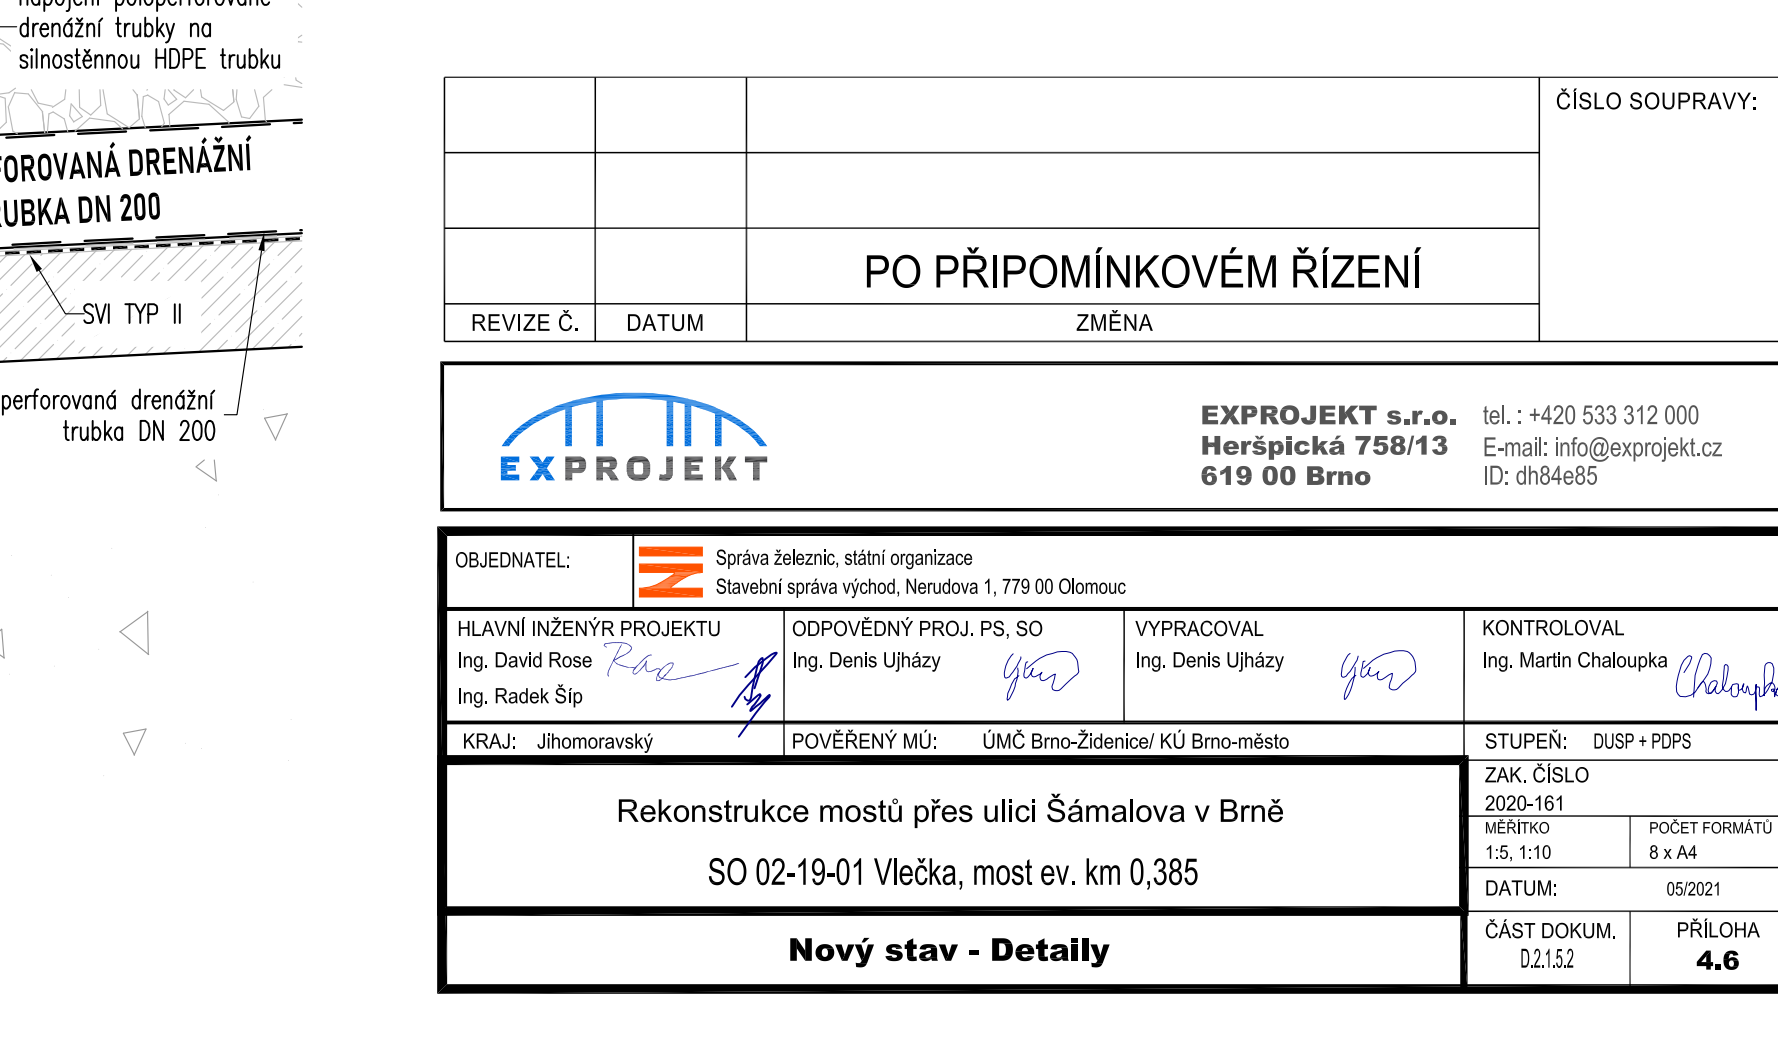 drenážní trubky na
silnostěnnou HDPE trubku
DRENÁŽNÍ
DN 200
SVI TYP II
perforovaná drenážní
trubka DN 200
ČÍSLO SOUPRAVY:
PO PŘIPOMÍNKOVÉM ŘÍZENÍ
REVIZE Č. DATUM ZMĚNA
EXPROJEKT
EXPROJEKT s.r.o. tel. : +420 533 312 000
Heršpická 758/13 E-mail: info@exprojekt.cz
619 00 Brno ID: dh84e85
OBJEDNATEL:
Správa železnic, státní organizace
Stavební správa východ, Nerudova 1, 779 00 Olomouc
HLAVNÍ INŽENÝR PROJEKTU
Ing. David Rose
Ing. Radek Šíp
ODPOVĚDNÝ PROJ. PS, SO
Ing. Denis Ujházy
VYPRACOVAL
Ing. Denis Ujházy
KONTROLOVAL
Ing. Martin Chaloupka
KRAJ: Jihomoravský
POVĚŘENÝ MÚ: ÚMČ Brno-Židenice/ KÚ Brno-město
STUPEŇ: DUSP + PDPS
Rekonstrukce mostů přes ulici Šámalova v Brně
SO 02-19-01 Vlečka, most ev. km 0,385
ZAK. ČÍSLO
2020-161
MĚŘÍTKO
1:5, 1:10
POČET FORMÁTŮ
8 x A4
DATUM: 05/2021
Nový stav - Detaily
ČÁST DOKUM.
D.2.1.5.2
PŘÍLOHA
4.6